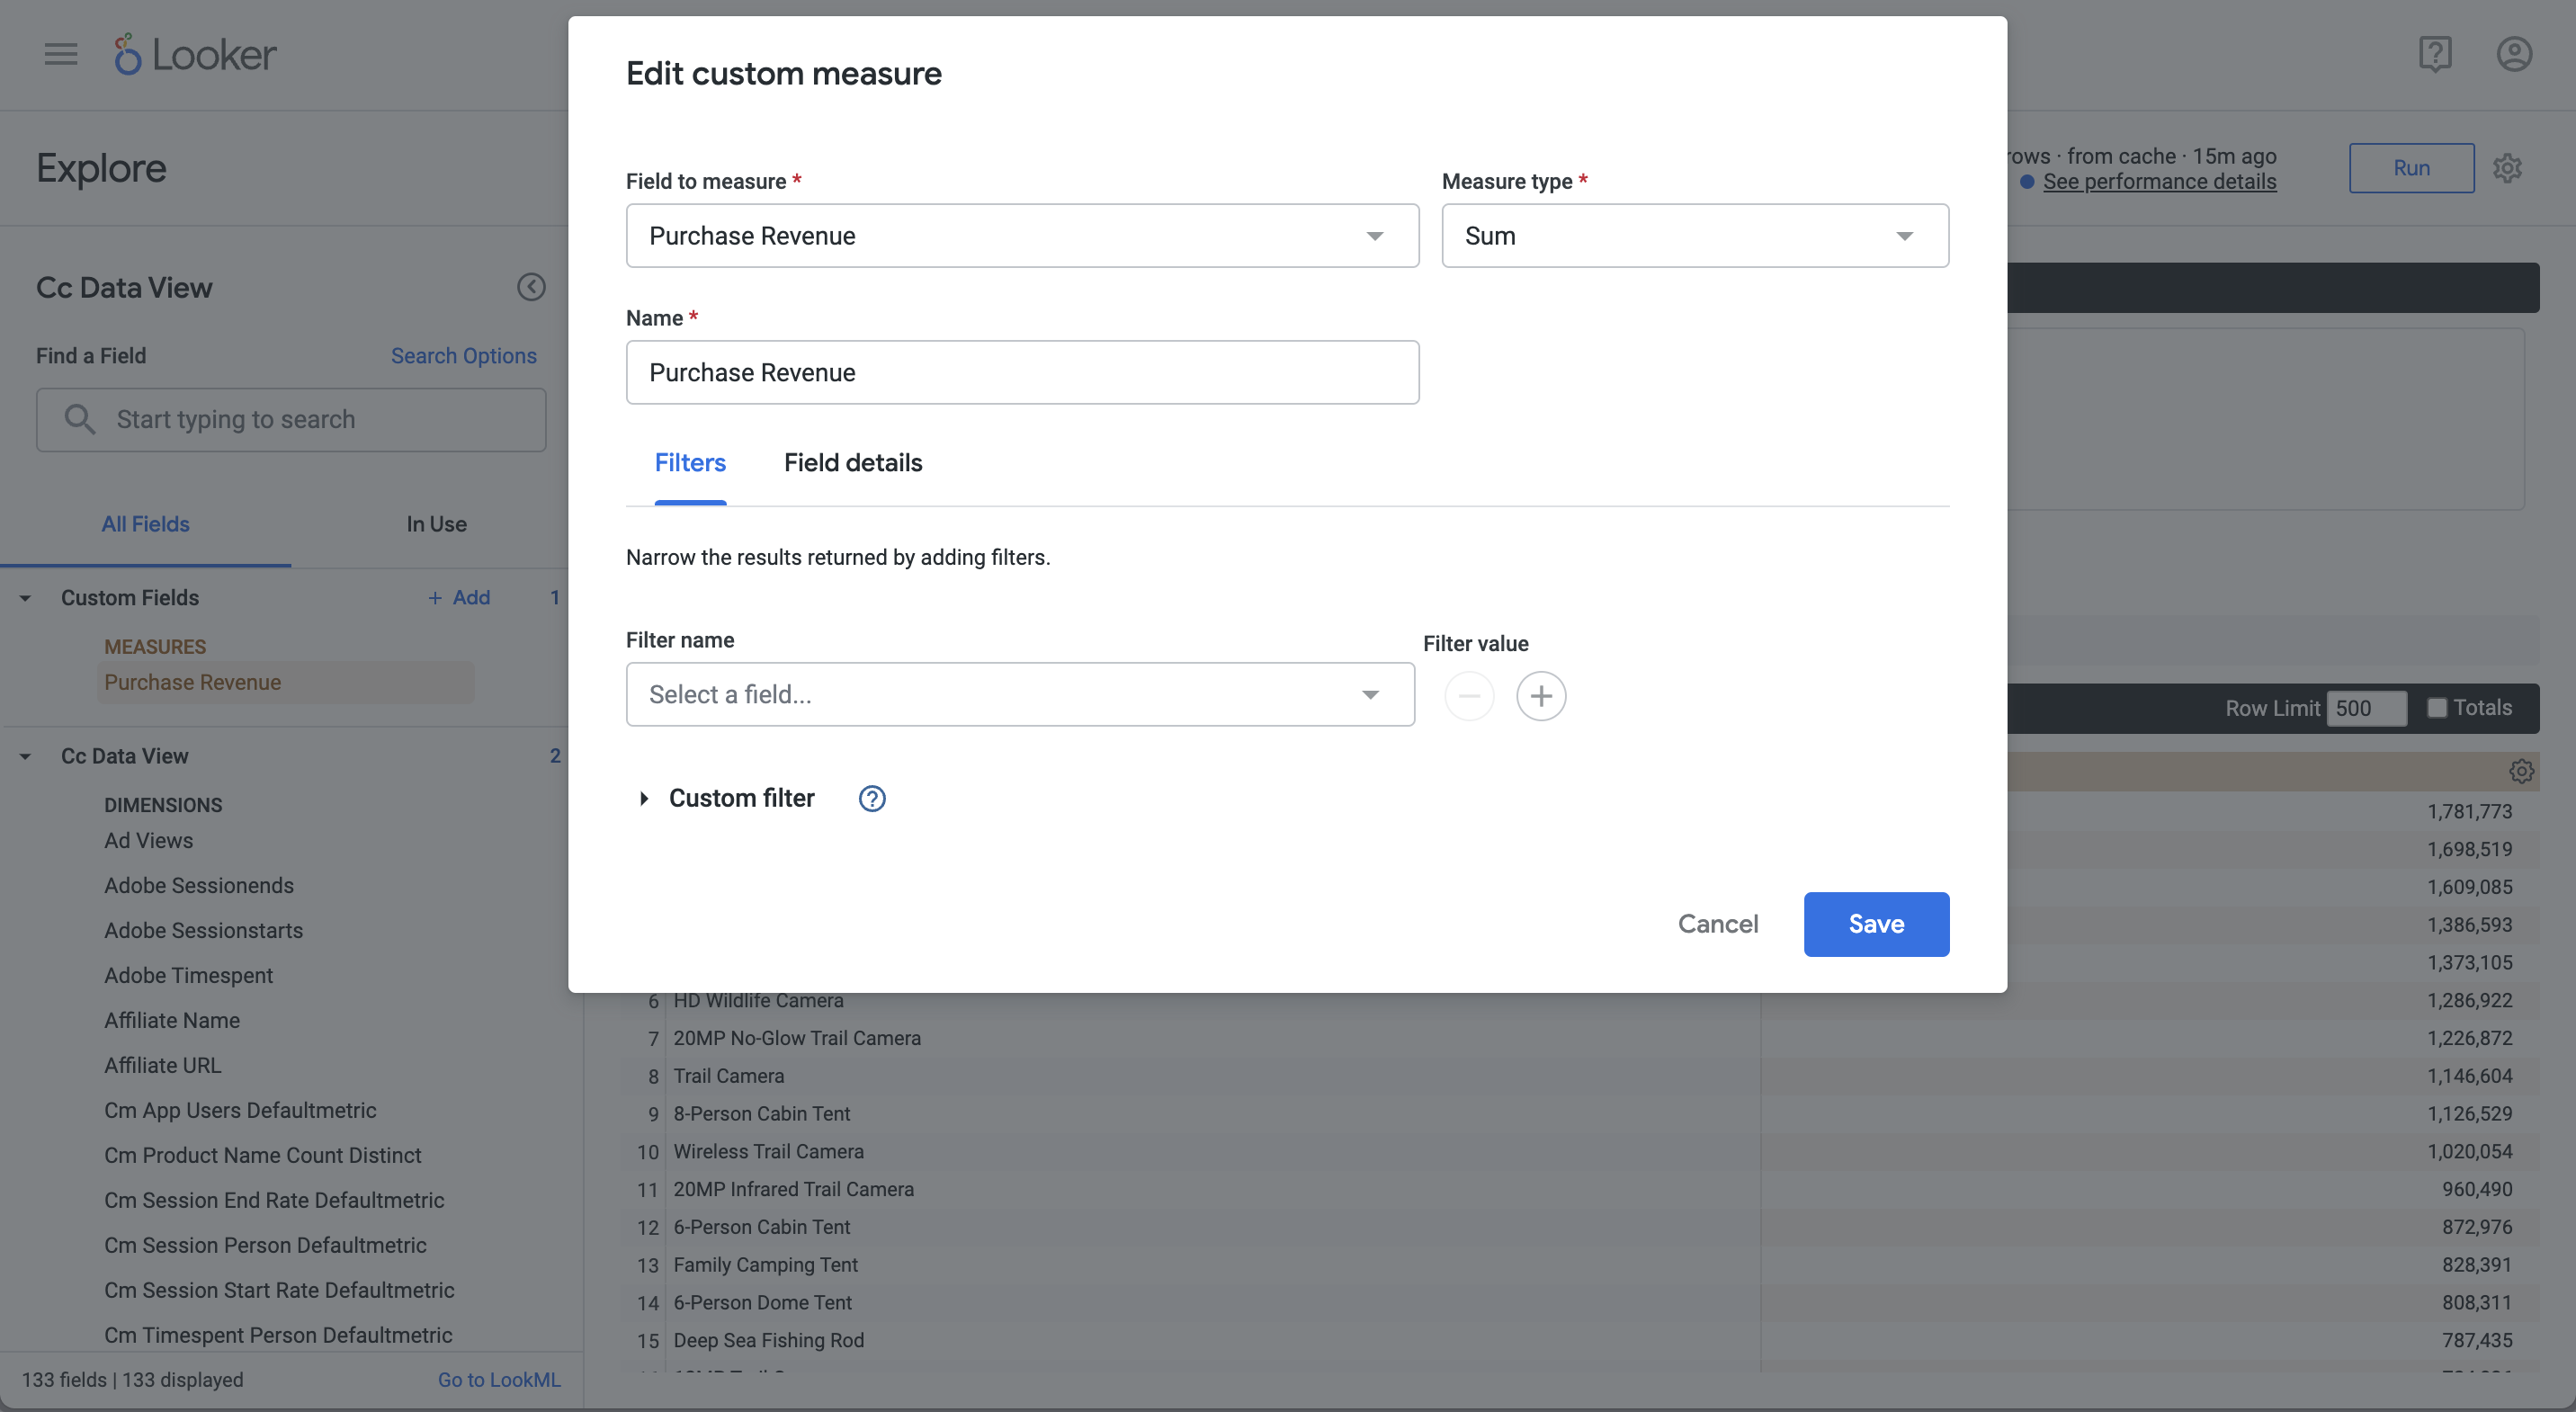 Looker
Explore
rows · from cache · 15m ago
See performance details
Run
Cc Data View
Find a Field
Search Options
Start typing to search
All Fields
In Use
Custom Fields
+ Add
1
MEASURES
Purchase Revenue
Cc Data View
2
DIMENSIONS
Ad Views
Adobe Sessionends
Adobe Sessionstarts
Adobe Timespent
Affiliate Name
Affiliate URL
Cm App Users Defaultmetric
Cm Product Name Count Distinct
Cm Session End Rate Defaultmetric
Cm Session Person Defaultmetric
Cm Session Start Rate Defaultmetric
Cm Timespent Person Defaultmetric
133 fields | 133 displayed
Go to LookML
Edit custom measure
Field to measure *
Measure type *
Purchase Revenue
Sum
Name *
Purchase Revenue
Filters
Field details
Narrow the results returned by adding filters.
Filter name
Filter value
Select a field...
Custom filter
Cancel
Save
Row Limit 500
Totals
1,781,773
1,698,519
1,609,085
1,386,593
1,373,105
6 HD Wildlife Camera 1,286,922
7 20MP No-Glow Trail Camera 1,226,872
8 Trail Camera 1,146,604
9 8-Person Cabin Tent 1,126,529
10 Wireless Trail Camera 1,020,054
11 20MP Infrared Trail Camera 960,490
12 6-Person Cabin Tent 872,976
13 Family Camping Tent 828,391
14 6-Person Dome Tent 808,311
15 Deep Sea Fishing Rod 787,435